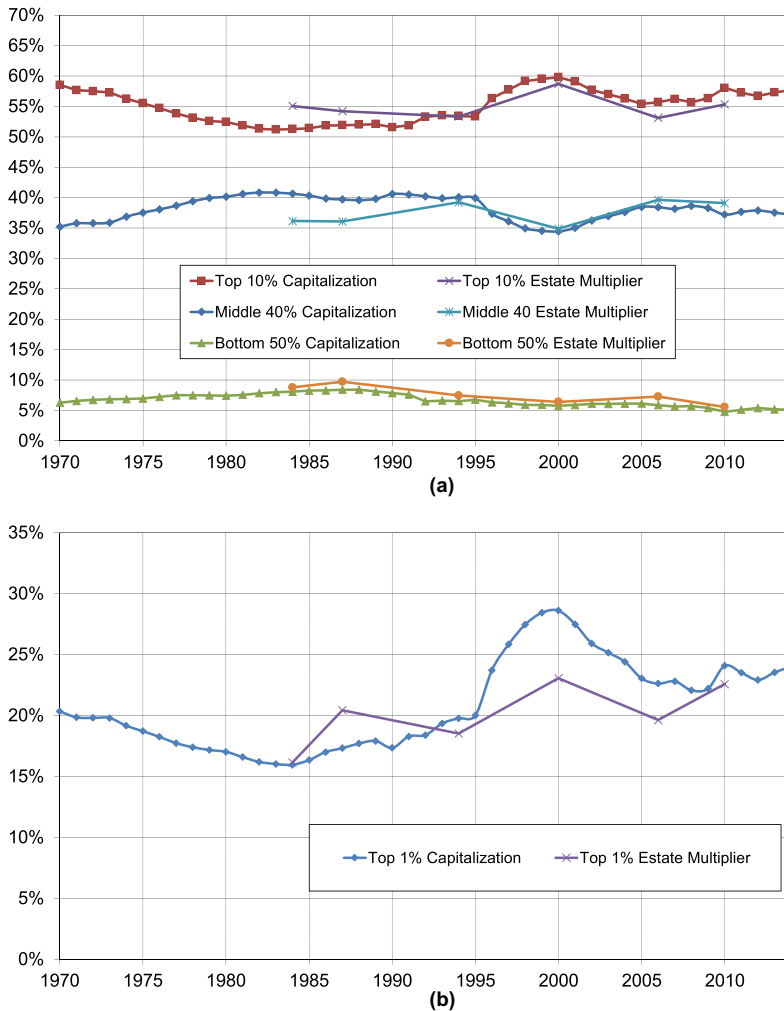 70%
65%
60%
55%
50%
45%
40%
35%
30%
25%
20%
15%
10%
5%
0%
Top 10% Capitalization Top 10% Estate Multiplier
Middle 40% Capitalization Middle 40 Estate Multiplier
Bottom 50% Capitalization Bottom 50% Estate Multiplier
1970 1975 1980 1985 1990 1995 2000 2005 2010
(a)
35%
30%
25%
20%
15%
10%
5%
0%
Top 1% Capitalization Top 1% Estate Multiplier
1970 1975 1980 1985 1990 1995 2000 2005 2010
(b)